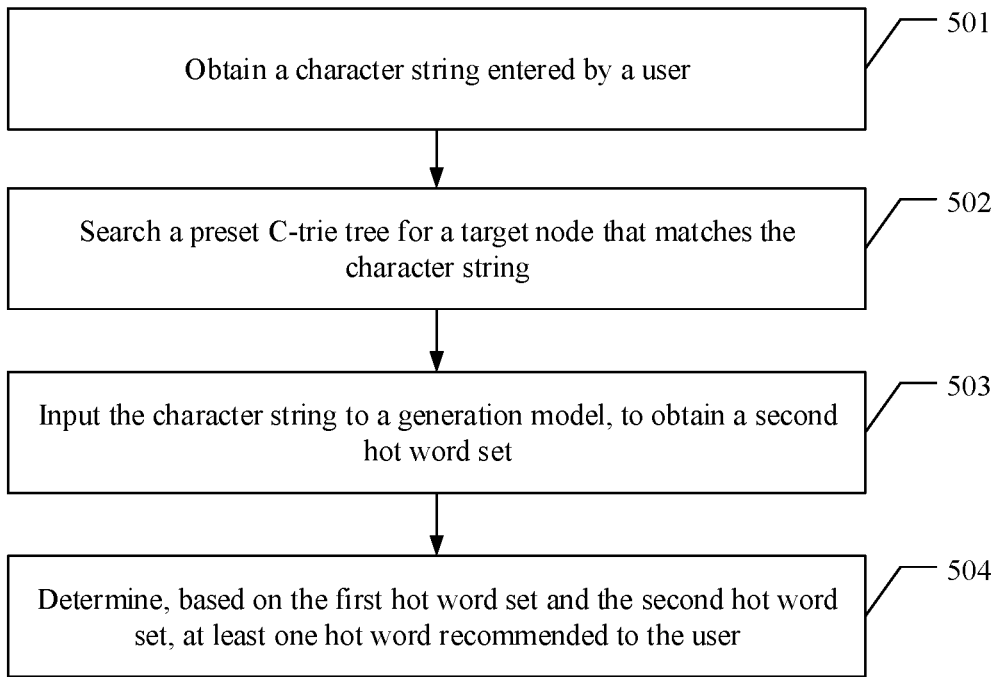 501
Obtain a character string entered by a user
502
Search a preset C-trie tree for a target node that matches the
character string
503
Input the character string to a generation model, to obtain a second
hot word set
504
Determine, based on the first hot word set and the second hot word
set, at least one hot word recommended to the user